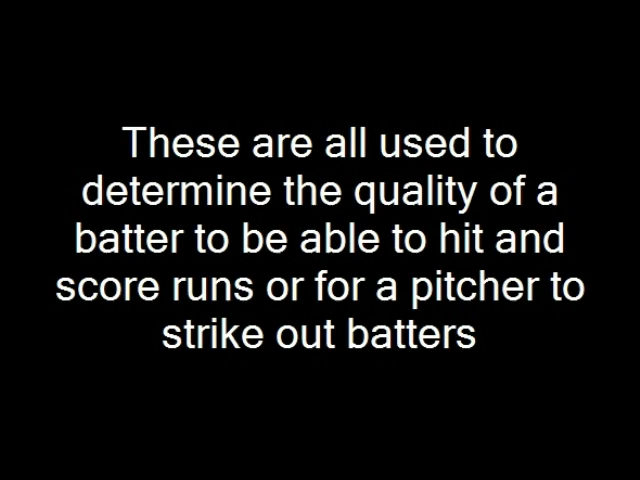 These are all used to
determine the quality of a
batter to be able to hit and
score runs or for a pitcher to
strike out batters